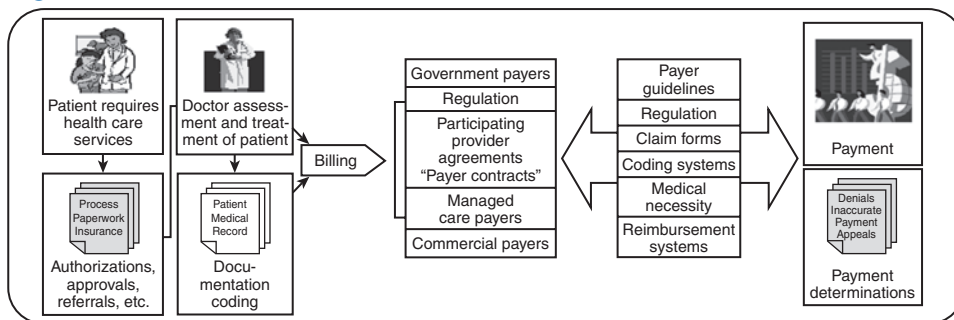 Patient requires
health care
services
Process
Paperwork
Insurance
Authorizations,
approvals,
referrals, etc.
Doctor assess-
ment and treat-
ment of patient
Patient
Medical
Record
Docu-
mentation
coding
Billing
Government payers
Regulation
Participating
provider
agreements
“Payer contracts”
Managed
care payers
Commercial payers
Payer
guidelines
Regulation
Claim forms
Coding systems
Medical
necessity
Reimbursement
systems
Payment
Denials
Inaccurate
Payment
Appeals
Payment
determinations